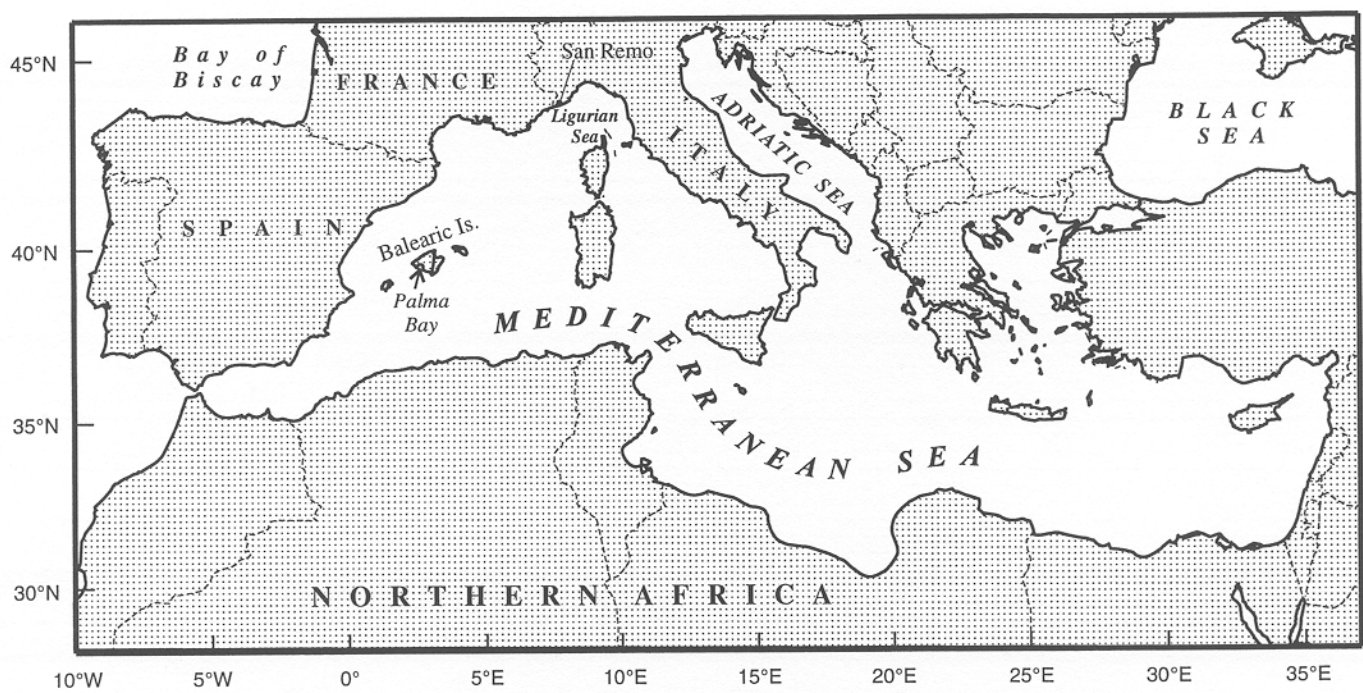 45°N
40°N
35°N
30°N
Bay of
Biscay
FRANCE
San Remo
Ligurian
Sea
ITALY
ADRIATIC SEA
BLACK
SEA
SPAIN
Balearic Is.
Palma
Bay
MEDITERRANEAN SEA
NORTHERN AFRICA
10°W
5°W
0°
5°E
10°E
15°E
20°E
25°E
30°E
35°E